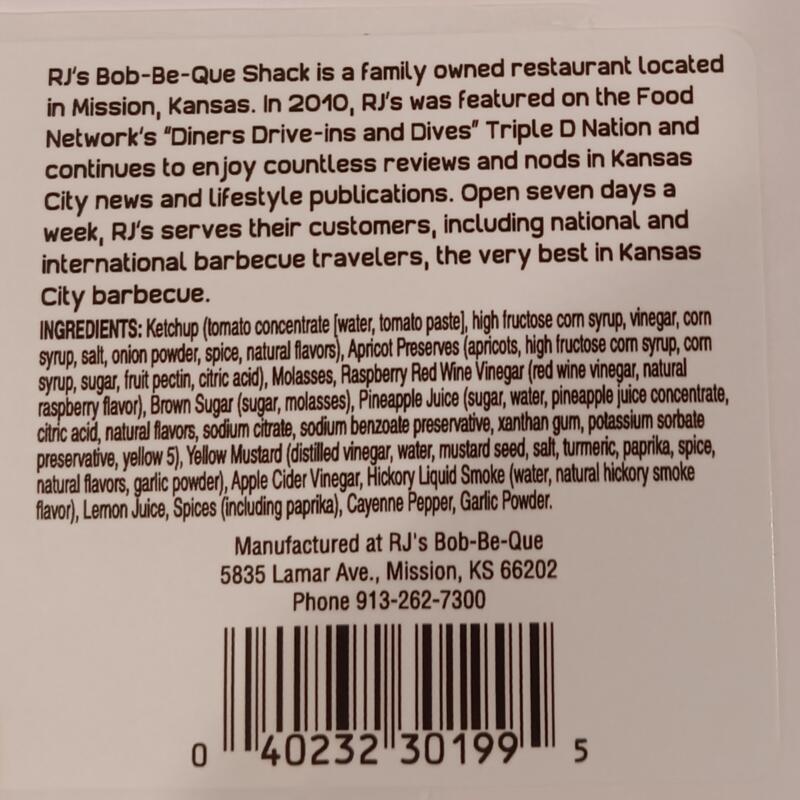 RJ's Bob-Be-Que Shack is a family owned restaurant located
in Mission, Kansas. In 2010, RJ's was featured on the Food
Network's "Diners Drive-ins and Dives" Triple D Nation and
continues to enjoy countless reviews and nods in Kansas
City news and lifestyle publications. Open seven days a
week, RJ's serves their customers, including national and
international barbecue travelers, the very best in Kansas
City barbecue.
INGREDIENTS: Ketchup (tomato concentrate [water, tomato paste], high fructose corn syrup, vinegar, corn
syrup, salt, onion powder, spice, natural flavors), Apricot Preserves (apricots, high fructose corn syrup, corn
syrup, sugar, fruit pectin, citric acid), Molasses, Raspberry Red Wine Vinegar (red wine vinegar, natural
raspberry flavor), Brown Sugar (sugar, molasses), Pineapple Juice (sugar, water, pineapple juice concentrate,
citric acid, natural flavors, sodium citrate, sodium benzoate preservative, xanthan gum, potassium sorbate
preservative, yellow 5), Yellow Mustard (distilled vinegar, water, mustard seed, salt, turmeric, paprika, spice,
natural flavors, garlic powder), Apple Cider Vinegar, Hickory Liquid Smoke (water, natural hickory smoke
flavor), Lemon Juice, Spices (including paprika), Cayenne Pepper, Garlic Powder.
Manufactured at RJ's Bob-Be-Que
5835 Lamar Ave., Mission, KS 66202
Phone 913-262-7300
0 40232 30199 5